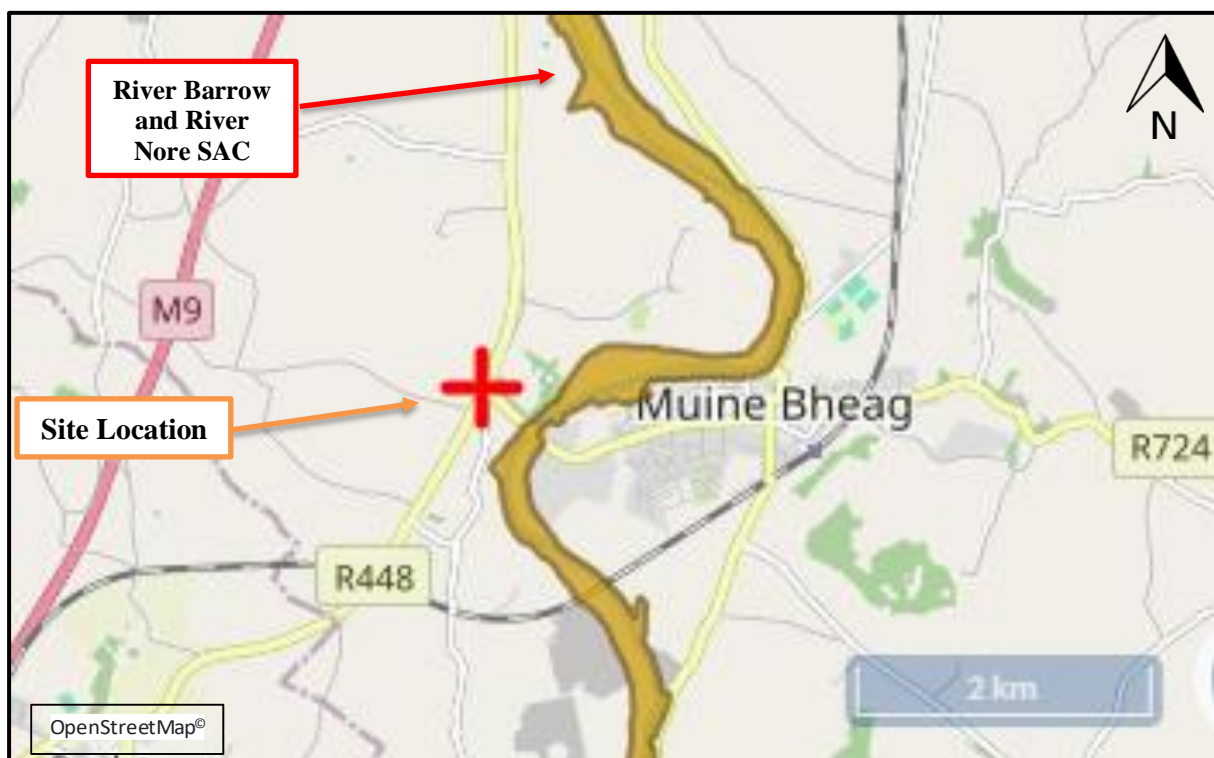 River Barrow
and River
Nore SAC
N
M9
Site Location
Muine Bheag
R724
R448
2 km
OpenStreetMap©